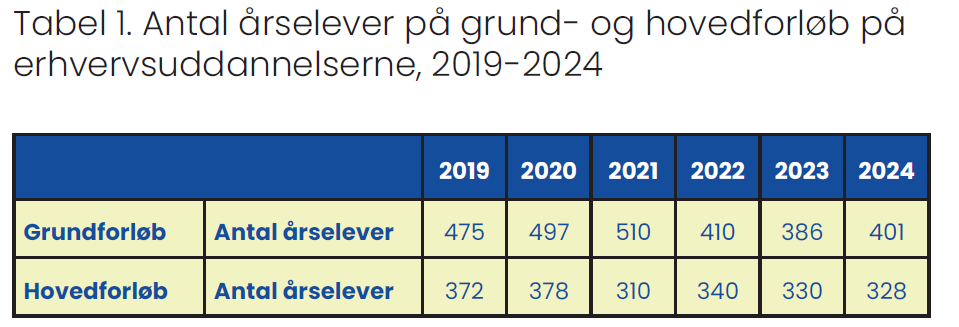 Tabel 1. Antal årselever på grund- og hovedforløb på
erhvervsuddannelserne, 2019-2024
2019 2020 2021 2022 2023 2024
Grundforløb Antal årselever 475 497 510 410 386 401
Hovedforløb Antal årselever 372 378 310 340 330 328